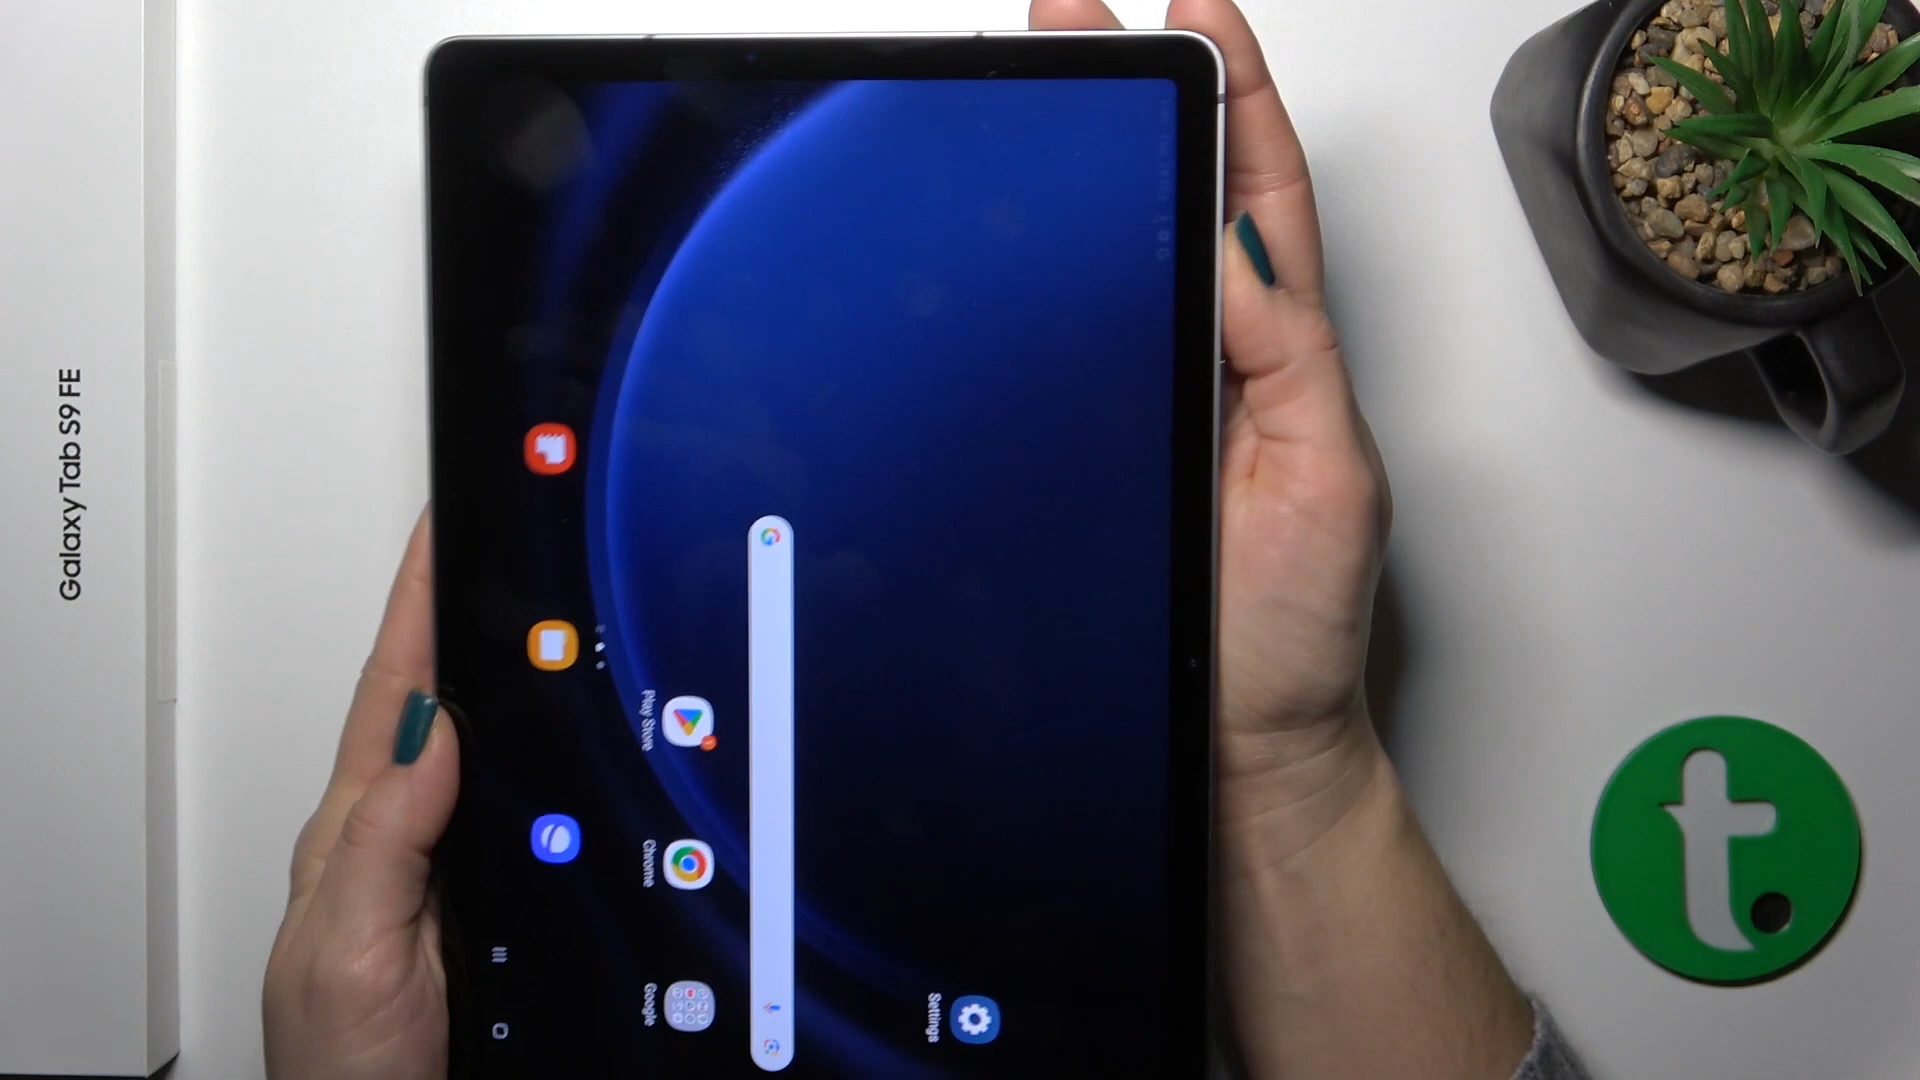 Galaxy Tab S9 FE
Settings
Play Store
Chrome
Google
t